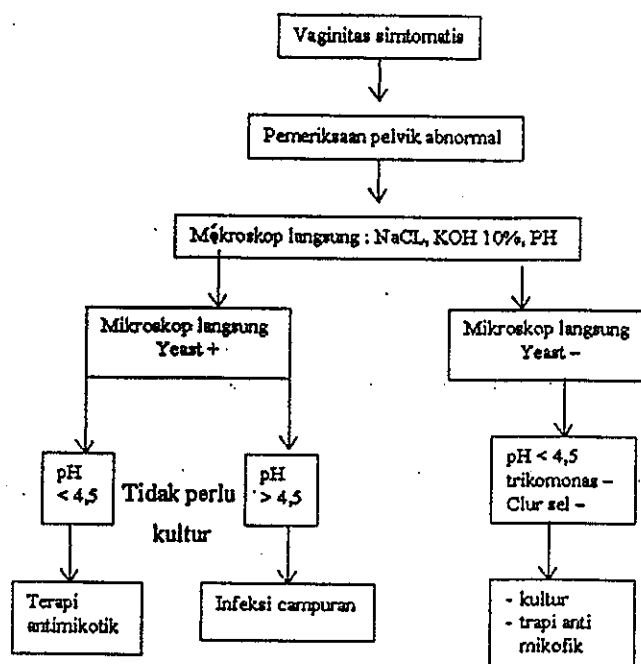 Vaginitas simtomatis
Pemeriksaan pelvik abnormal
Mekroskop langsung : NaCL, KOH 10%, PH
Mikroskop langsung
Yeast +
Mikroskop langsung
Yeast –
pH
< 4,5
Tidak perlu
kultur
pH
> 4,5
pH < 4,5
trikomonas –
Clur sel –
Terapi
antimikotik
Infeksi campuran
- kultur
- trapi anti
mikofik